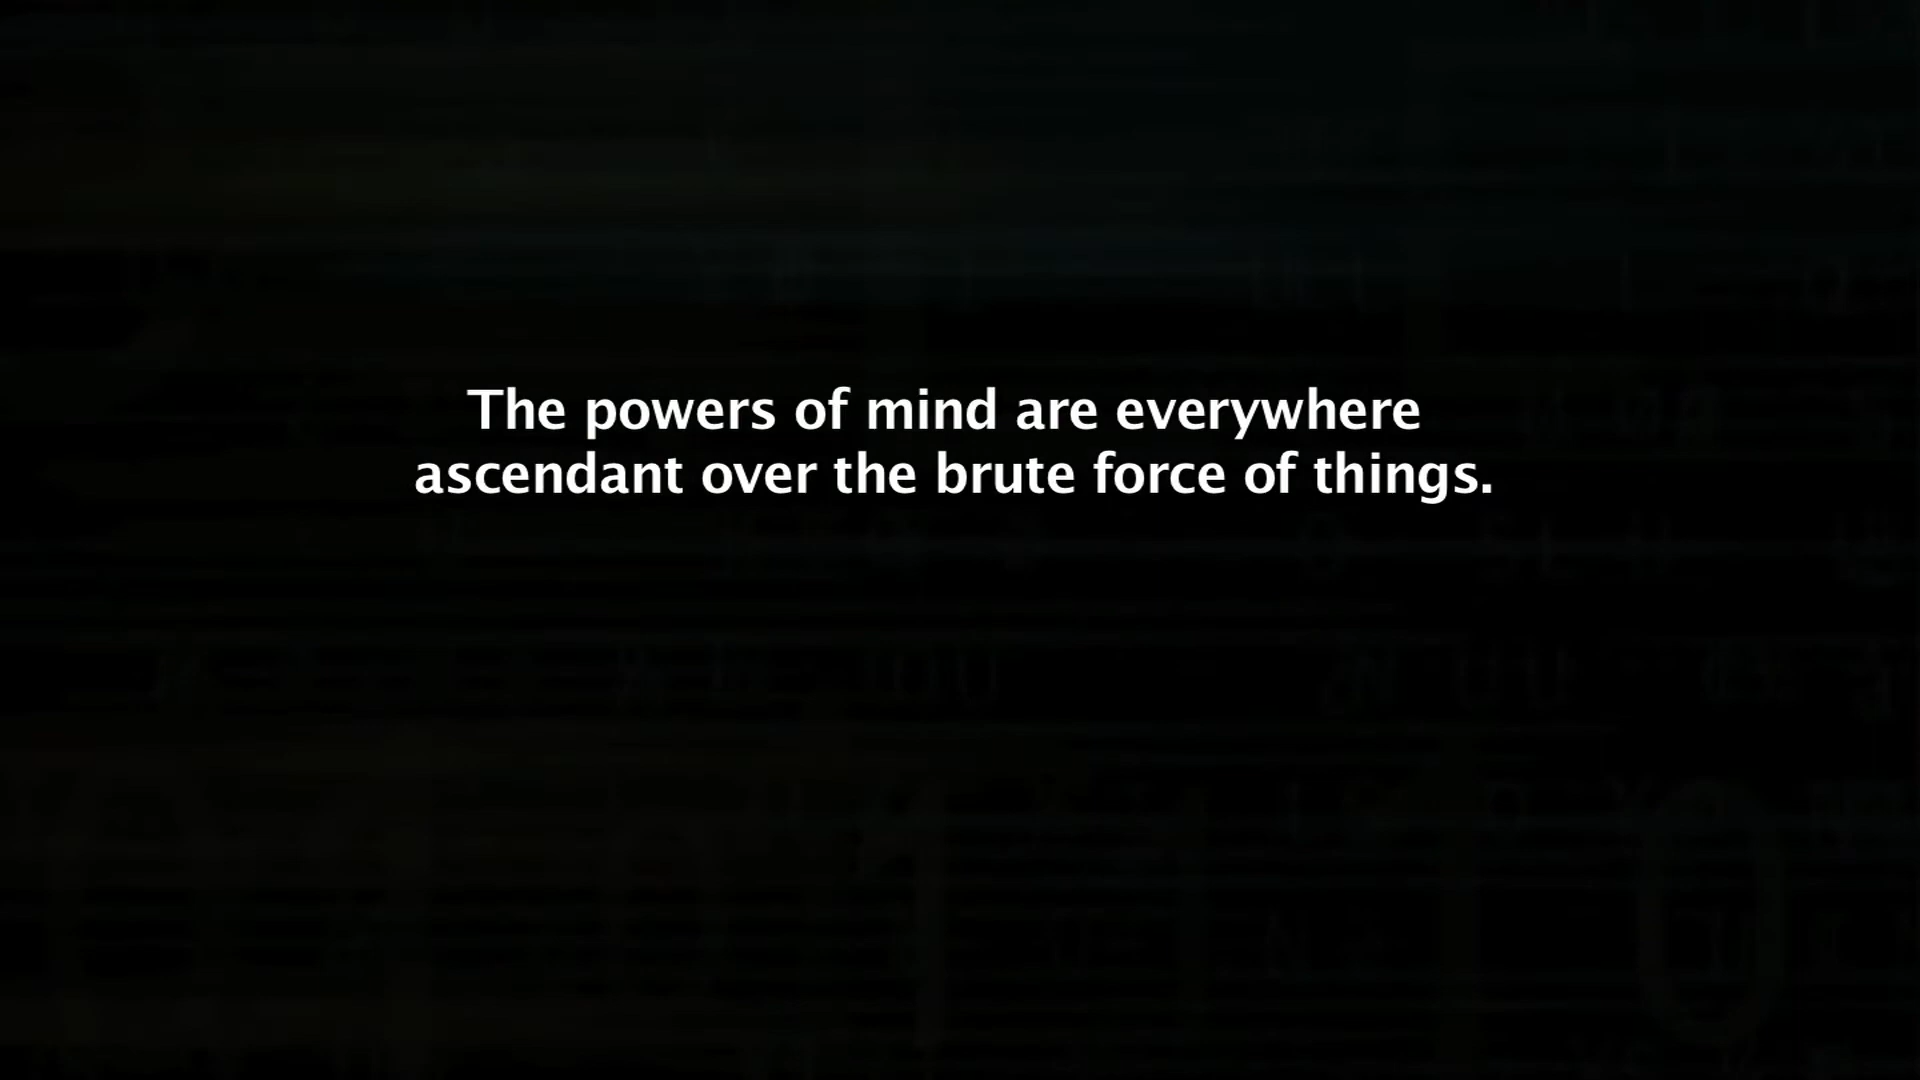 The powers of mind are everywhere
ascendant over the brute force of things.